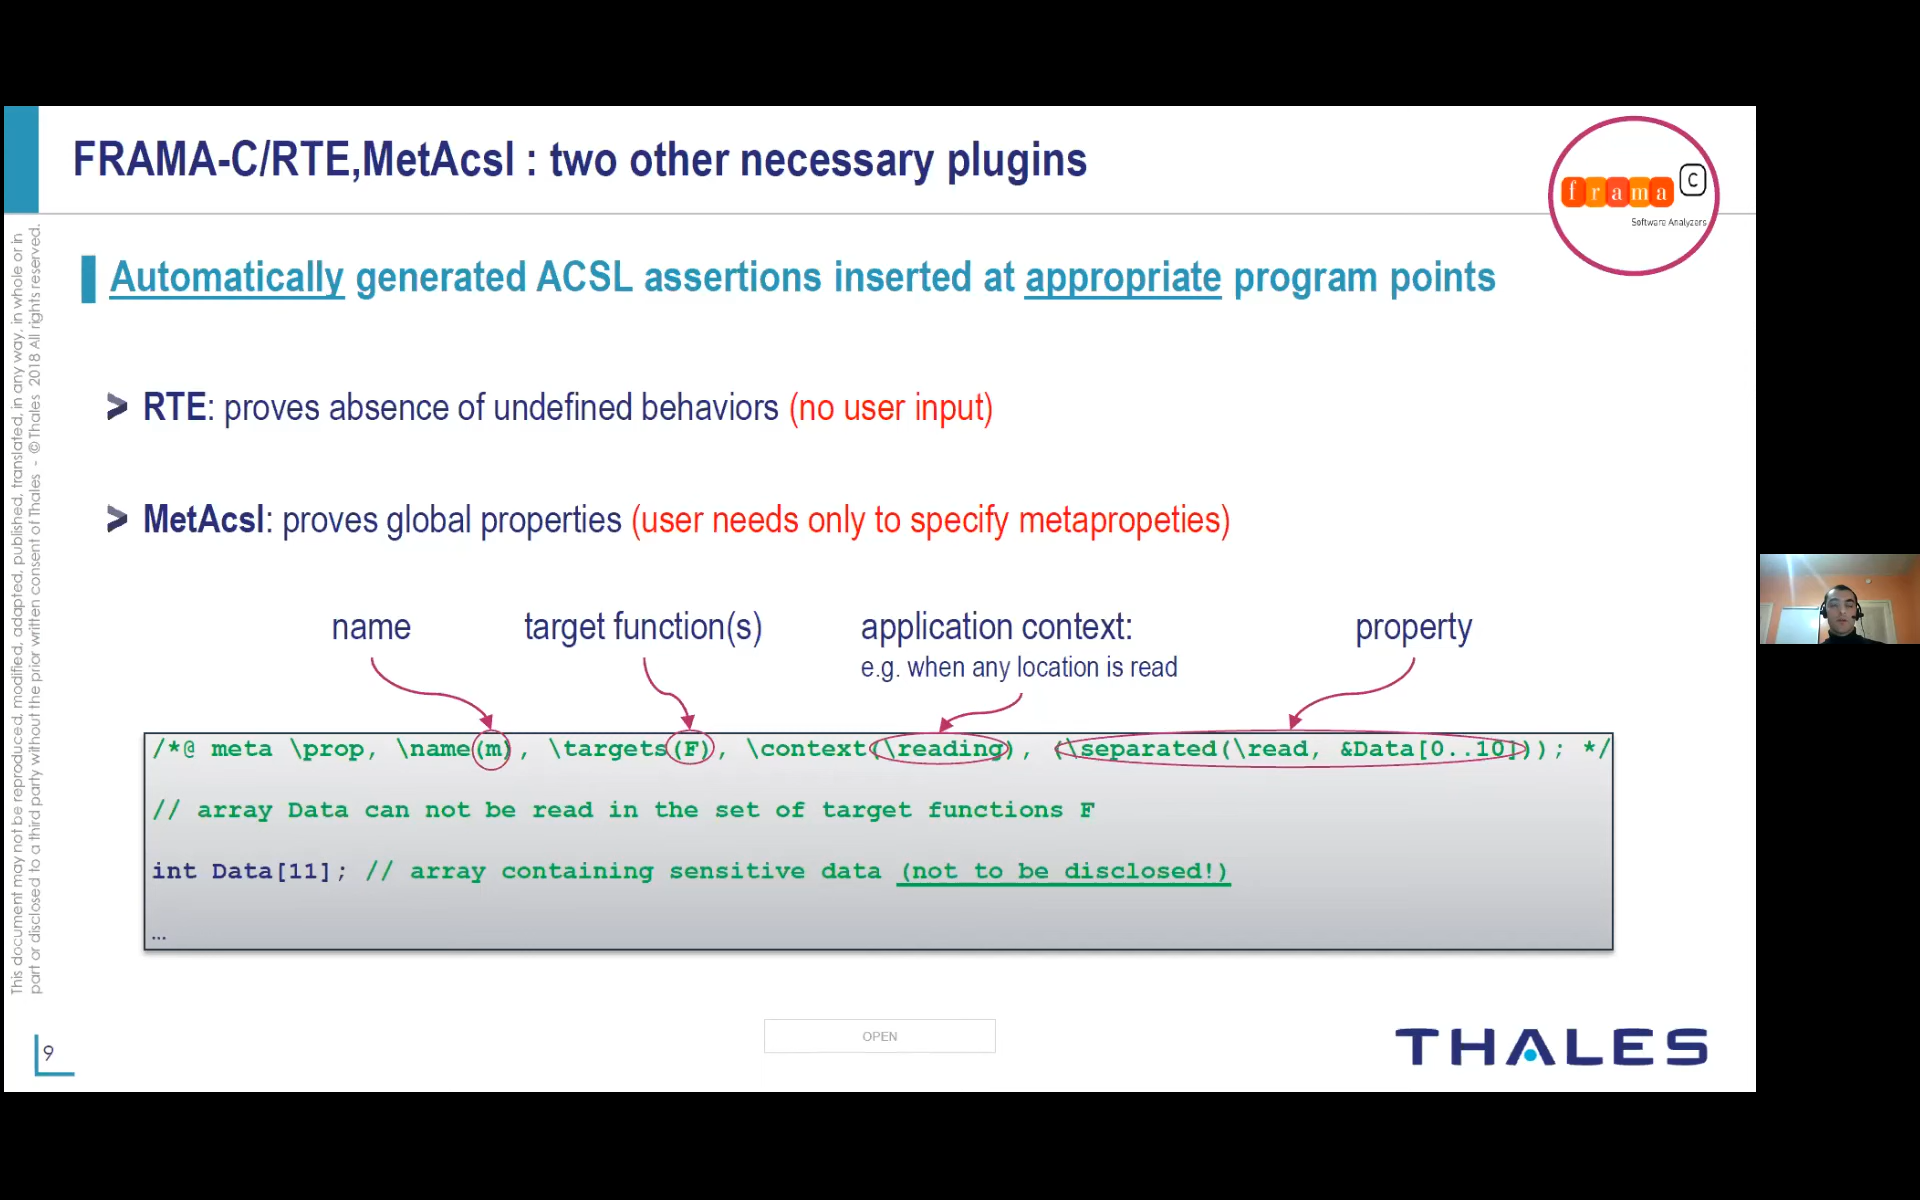 FRAMA-C/RTE,MetAcsl : two other necessary plugins
frama C
Software Analyzers
Automatically generated ACSL assertions inserted at appropriate program points
> RTE: proves absence of undefined behaviors (no user input)
> MetAcsl: proves global properties (user needs only to specify metapropeties)
name target function(s) application context: property
e.g. when any location is read
/*@ meta \prop, \name(m), \targets(F), \context(\reading), (\separated(\read, &Data[0..10])); */
// array Data can not be read in the set of target functions F
int Data[11]; // array containing sensitive data (not to be disclosed!)
...
This document may not be reproduced, modified, adapted, published, translated, in any way, in whole or in
part or disclosed to a third party without the prior written consent of Thales - © Thales 2018 All rights reserved.
9
OPEN
THALES